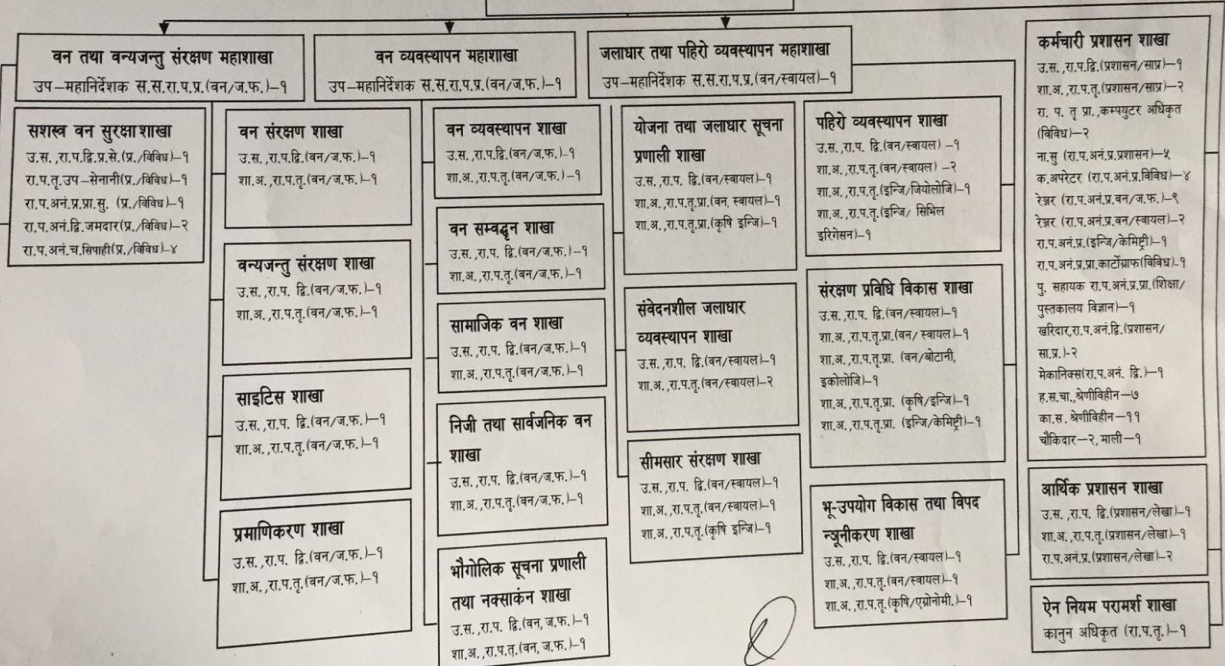 वन तथा वन्यजन्तु संरक्षण महाशाखा
उप-महानिर्देशक स.स.रा.प.प्र.(वन/ज.फ.)-१
सशस्त्र वन सुरक्षा शाखा
उ.स.,रा.प.द्वि.प्र.से.(प्र./विविध)-१
रा.प.तृ.उप-सेनानी(प्र./विविध)-१
रा.प.अनं.प्र.प्रा.सु. (प्र./विविध)-१
रा.प.अनं.द्वि.जमदार(प्र./विविध)-२
रा.प.अनं.च.सिपाही(प्र./विविध)-४
वन संरक्षण शाखा
उ.स.,रा.प.द्वि.(वन/ज.फ.)-१
शा.अ.,रा.प.तृ.(वन/ज.फ.)-१
वन्यजन्तु संरक्षण शाखा
उ.स.,रा.प. द्वि.(वन/ज.फ.)-१
शा.अ.,रा.प.तृ.(वन/ज.फ.)-१
साइटिस शाखा
उ.स.,रा.प. द्वि.(वन/ज.फ.)-१
शा.अ.,रा.प.तृ.(वन/ज.फ.)-१
प्रमाणिकरण शाखा
उ.स.,रा.प. द्वि.(वन/ज.फ.)-१
शा.अ.,रा.प.तृ.(वन/ज.फ.)-१
वन व्यवस्थापन महाशाखा
उप-महानिर्देशक स.स.रा.प.प्र.(वन/ज.फ.)-१
वन व्यवस्थापन शाखा
उ.स.,रा.प.द्वि.(वन/ज.फ.)-१
शा.अ.,रा.प.तृ.(वन/ज.फ.)-१
वन सम्वर्द्धन शाखा
उ.स.,रा.प. द्वि.(वन/ज.फ.)-१
शा.अ.,रा.प.तृ.(वन/ज.फ.)-१
सामाजिक वन शाखा
उ.स.,रा.प. द्वि.(वन/ज.फ.)-१
शा.अ.,रा.प.तृ.(वन/ज.फ.)-१
निजी तथा सार्वजनिक वन
शाखा
उ.स.,रा.प. द्वि.(वन/ज.फ.)-१
शा.अ.,रा.प.तृ.(वन/ज.फ.)-१
भौगोलिक सूचना प्रणाली
तथा नक्साकंन शाखा
उ.स.,रा.प. द्वि.(वन,ज.फ.)-१
शा.अ.,रा.प.तृ.(वन,ज.फ.)-१
जलाधार तथा पहिरो व्यवस्थापन महाशाखा
उप-महानिर्देशक स.स.रा.प.प्र.(वन/स्वायल)-१
योजना तथा जलाधार सूचना
प्रणाली शाखा
उ.स.,रा.प. द्वि.(वन/स्वायल)-१
शा.अ.,रा.प.तृ.प्रा.(वन, स्वायल)-१
शा.अ.,रा.प.तृ.प्रा.(कृषि इन्जि)-१
संवेदनशील जलाधार
व्यवस्थापन शाखा
उ.स.,रा.प. द्वि.(वन/स्वायल)-१
शा.अ.,रा.प.तृ.(वन/स्वायल)-२
सीमसार संरक्षण शाखा
उ.स.,रा.प. द्वि.(वन/स्वायल)-१
शा.अ.,रा.प.तृ.(वन/स्वायल)-१
शा.अ.,रा.प.तृ.(कृषि इन्जि)-१
पहिरो व्यवस्थापन शाखा
उ.स.,रा.प. द्वि.(वन/स्वायल) -१
शा.अ.,रा.प.तृ.(वन/स्वायल) -२
शा.अ.,रा.प.तृ.(इन्जि/जियोलोजि)-१
शा.अ.,रा.प.तृ.(इन्जि/ सिभिल
इरिगेसन)-१
संरक्षण प्रविधि विकास शाखा
उ.स.,रा.प. द्वि.(वन/स्वायल)-१
शा.अ.,रा.प.तृ.प्रा.(वन/ स्वायल)-१
शा.अ.,रा.प.तृ.प्रा. (वन/बोटानी,
इकोलोजि)-१
शा.अ.,रा.प.तृ.प्रा. (कृषि/इन्जि)-१
शा.अ.,रा.प.तृ.प्रा. (इन्जि/केमिष्ट्री)-१
भू-उपयोग विकास तथा विपद
न्यूनीकरण शाखा
उ.स.,रा.प. द्वि.(वन/स्वायल)-१
शा.अ.,रा.प.तृ.(वन/स्वायल)-१
शा.अ.,रा.प.तृ.(कृषि/एग्रोनोमी.)-१
कर्मचारी प्रशासन शाखा
उ.स.,रा.प.द्वि.(प्रशासन/साप्र)-१
शा.अ.,रा.प.तृ.(प्रशासन/साप्र)-२
रा. प. तृ प्रा.,कम्पयुटर अधिकृत
(विविध)-२
ना.सु (रा.प.अनं.प्र.प्रशासन)-५
क.अपरेटर (रा.प.अनं.प्र.विविध)-४
रेञ्जर (रा.प.अनं.प्र.वन/ज.फ.)-९
रेञ्जर (रा.प.अनं.प्र.वन/स्वायल)-२
रा.प.अनं.प्र.(इन्जि/केमिष्ट्री)-१
रा.प.अनं.प्र.प्रा.कार्टोग्राफ(विविध)-१
पु. सहायक रा.प.अनं.प्र.प्रा.(शिक्षा/
पुस्तकालय विज्ञान)-१
खरिदार,रा.प.अनं.द्वि.(प्रशासन/
सा.प्र.)-२
मेकानिक्स(रा.प.अनं. द्वि.)-१
ह.स.चा.,श्रेणीविहीन-७
का.स. श्रेणीविहीन-११
चौकिदार-२, माली-१
आर्थिक प्रशासन शाखा
उ.स.,रा.प. द्वि.(प्रशासन/लेखा)-१
शा.अ.,रा.प.तृ.(प्रशासन/लेखा)-१
रा.प.अनं.प्र.(प्रशासन/लेखा)-२
ऐन नियम परामर्श शाखा
कानुन अधिकृत (रा.प.तृ.)-१